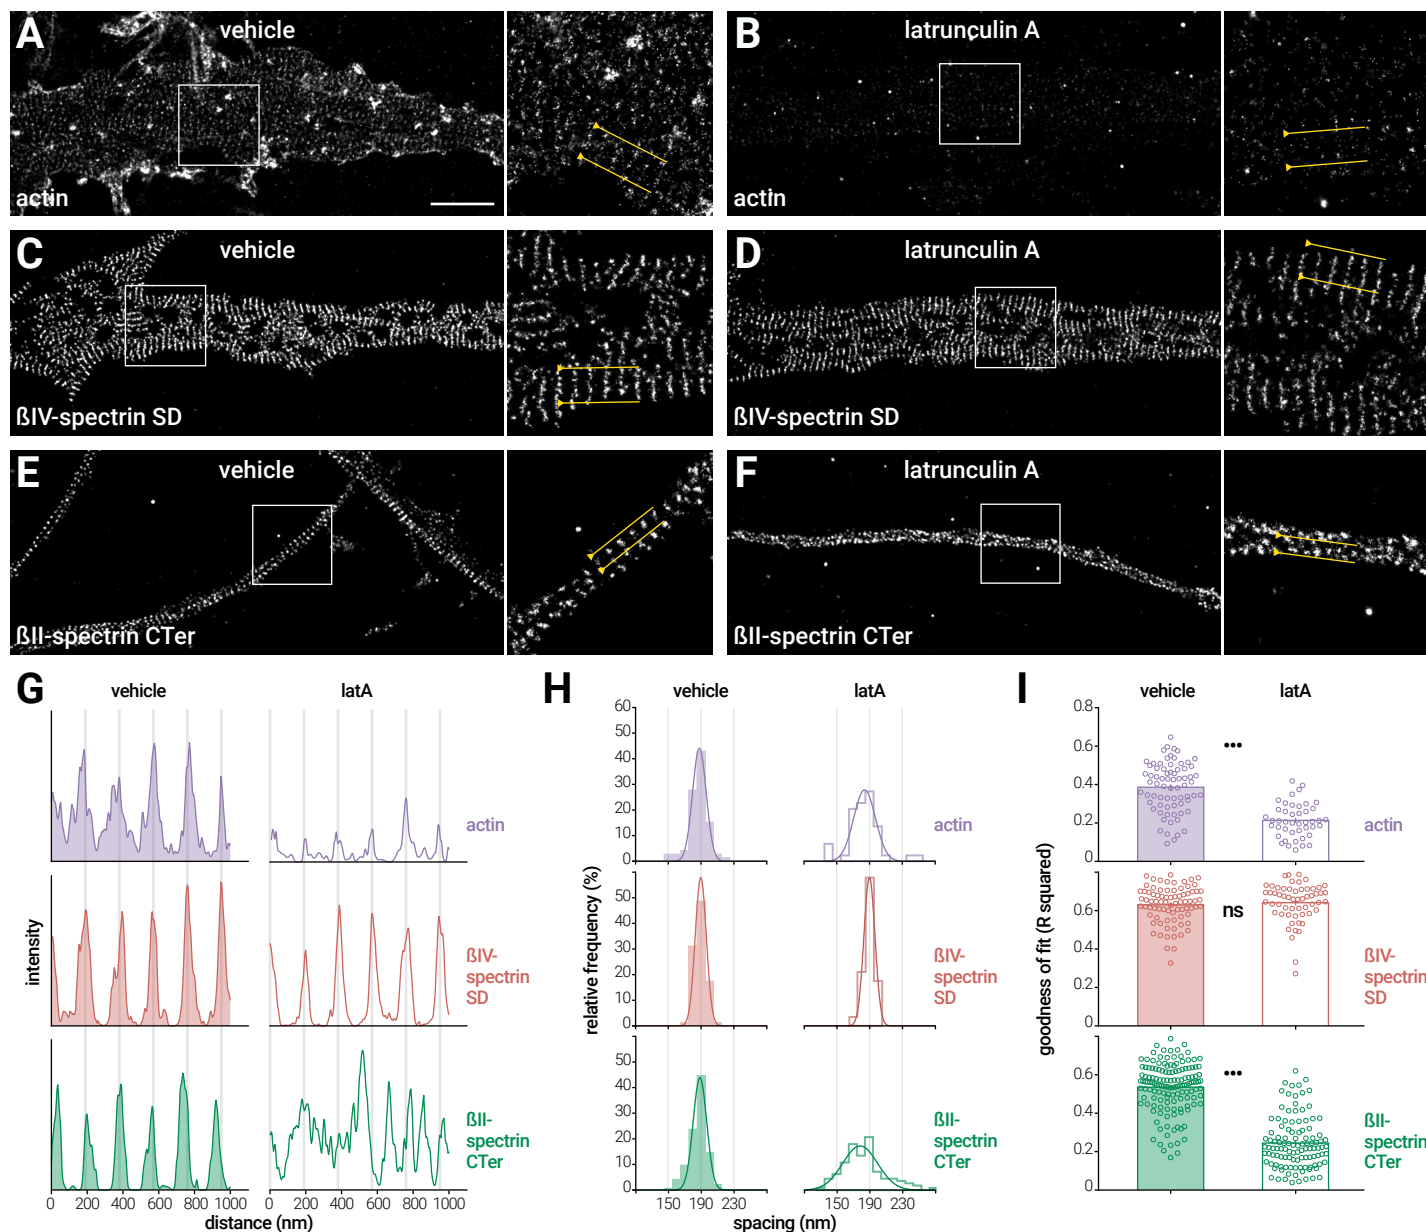 A vehicle
actin
B latrunculin A
actin
C vehicle
ßIV-spectrin SD
D latrunculin A
ßIV-spectrin SD
E vehicle
ßII-spectrin CTer
F latrunculin A
ßII-spectrin CTer
G
vehicle latA
actin
ßIV-
spectrin
SD
ßII-
spectrin
CTer
intensity
0 200 400 600 800 1000
0 200 400 600 800 1000
distance (nm)
H
vehicle latA
60
50
40
30
20
10
0
actin
50
40
30
20
10
0
ßIV-
spectrin
SD
50
40
30
20
10
0
ßII-
spectrin
CTer
relative frequency (%)
150 190 230
150 190 230
spacing (nm)
I
vehicle latA
0.8
0.6
0.4
0.2
0
•••
actin
0.6
0.4
0.2
0
ns
ßIV-
spectrin
SD
0.6
0.4
0.2
0
•••
ßII-
spectrin
CTer
goodness of fit (R squared)